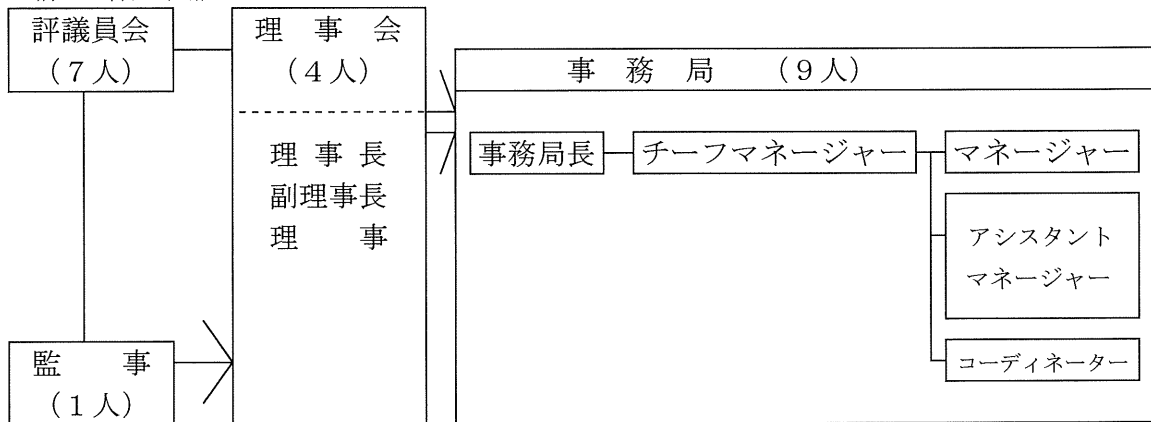 評議員会
(7人)
理事会
(4人)
理事長
副理事長
理事
監事
(1人)
事務局 (9人)
事務局長
チーフマネージャー
マネージャー
アシスタント
マネージャー
コーディネーター